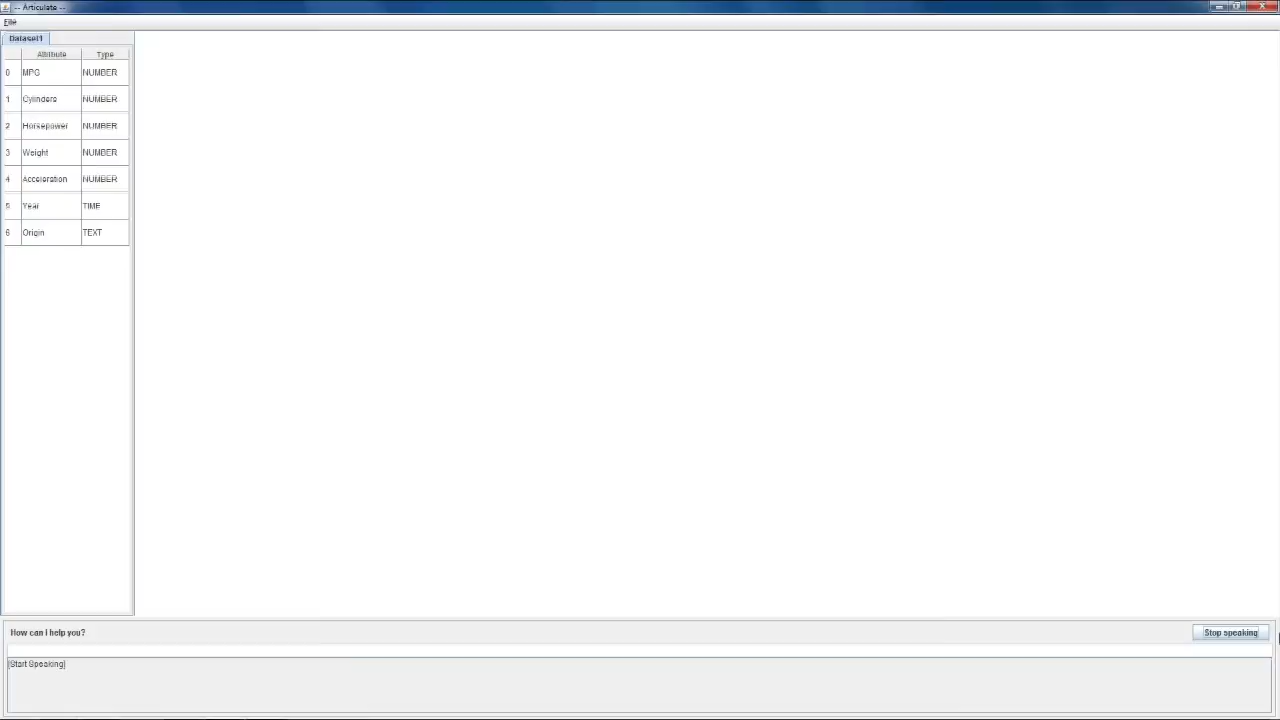 -- Articulate --
File
Dataset1
Attribute Type
0 MPG NUMBER
1 Cylinders NUMBER
2 Horsepower NUMBER
3 Weight NUMBER
4 Acceleration NUMBER
5 Year TIME
6 Origin TEXT
How can I help you?
Stop speaking
[Start Speaking]